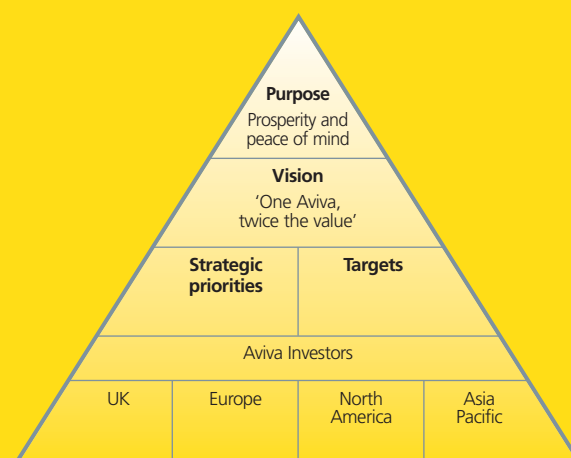 Purpose
Prosperity and
peace of mind
Vision
‘One Aviva,
twice the value’
Strategic
priorities
Targets
Aviva Investors
UK
Europe
North
America
Asia
Pacific